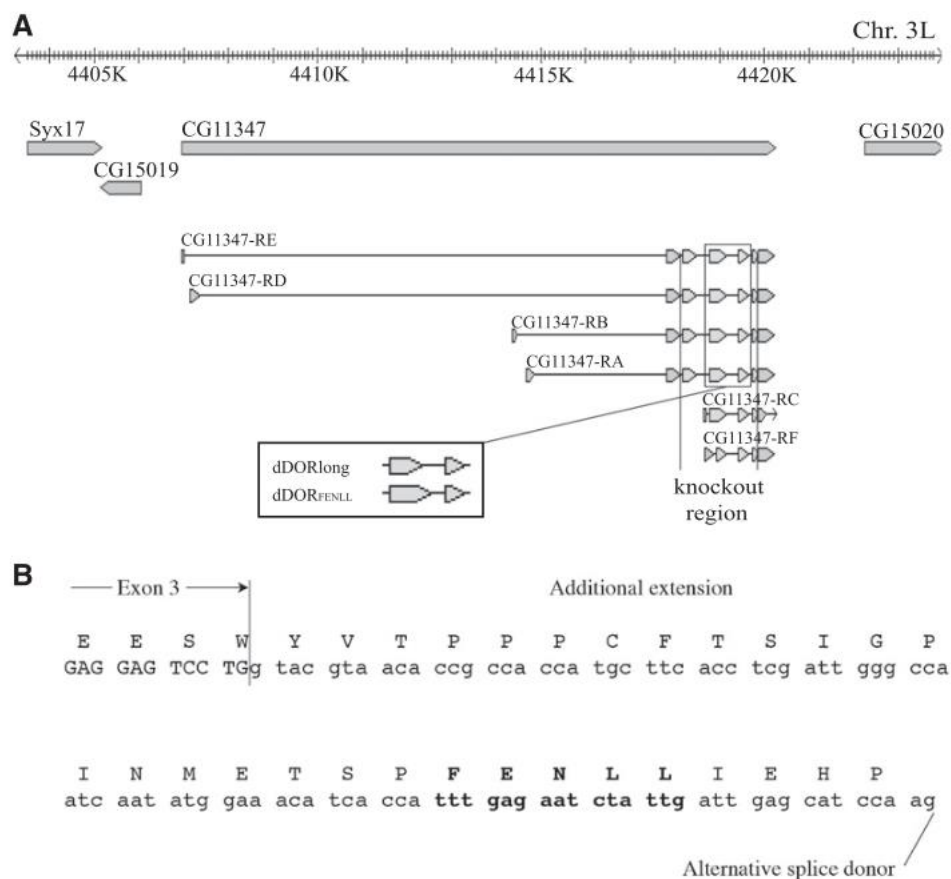 A
Chr. 3L
4405K 4410K 4415K 4420K
Syx17 CG11347 CG15020
CG15019
CG11347-RE
CG11347-RD
CG11347-RB
CG11347-RA
CG11347-RC
CG11347-RF
dDORlong
dDORFENLL
knockout
region
B
Exon 3 Additional extension
E E S W Y V T P P P C F T S I G P
GAG GAG TCC TGg tac gta aca ccg cca cca tgc ttc acc tcg att ggg cca
I N M E T S P F E N L L I E H P
atc aat atg gaa aca tca cca ttt gag aat cta ttg att gag cat cca ag
Alternative splice donor